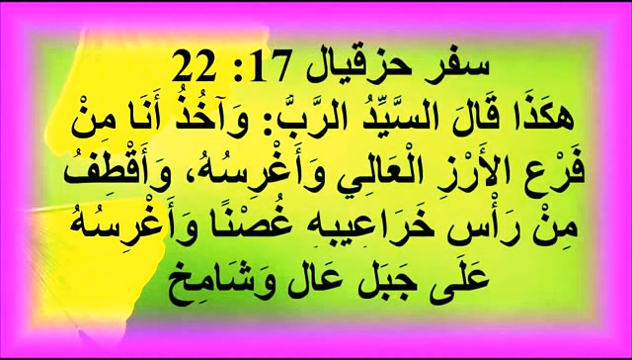 سفر حزقيال 17: 22
هكَذَا قَالَ السَّيِّدُ الرَّبُّ: وَآخُذُ أَنَا مِنْ
فَرْعِ الأَرْزِ الْعَالِي وَأَغْرِسُهُ، وَأَقْطِفُ
مِنْ رَأْسِ خَرَاعِيبِهِ غُصْنًا وَأَغْرِسُهُ
عَلَى جَبَل عَال وَشَامِخٍ